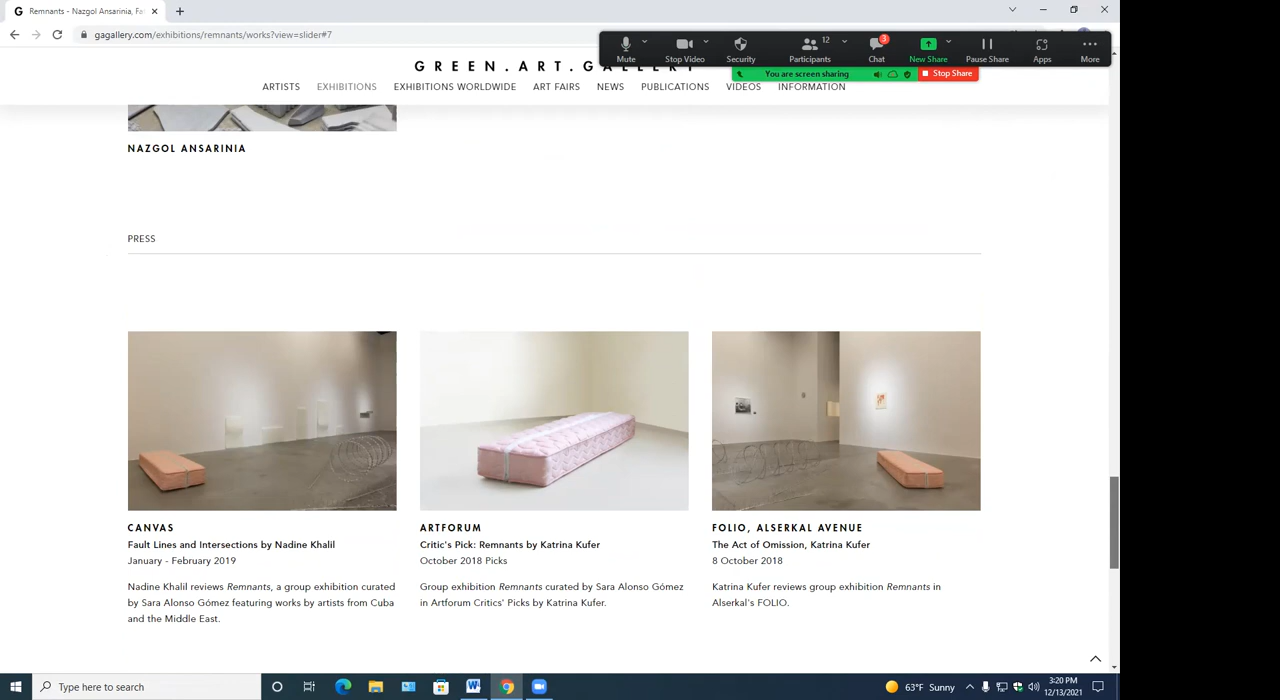 Remnants - Nazgol Ansarinia, Fa
gagallery.com/exhibitions/remnants/works?view=slider#7
12
3
Mute
Stop Video
Security
Participants
Chat
New Share
Pause Share
Apps
More
You are screen sharing
Stop Share
GREEN.ART.GALLERY
ARTISTS
EXHIBITIONS
EXHIBITIONS WORLDWIDE
ART FAIRS
NEWS
PUBLICATIONS
VIDEOS
INFORMATION
NAZGOL ANSARINIA
PRESS
CANVAS
Fault Lines and Intersections by Nadine Khalil
January - February 2019
Nadine Khalil reviews Remnants, a group exhibition curated
by Sara Alonso Gómez featuring works by artists from Cuba
and the Middle East.
ARTFORUM
Critic's Pick: Remnants by Katrina Kufer
October 2018 Picks
Group exhibition Remnants curated by Sara Alonso Gómez
in Artforum Critics' Picks by Katrina Kufer.
FOLIO, ALSERKAL AVENUE
The Act of Omission, Katrina Kufer
8 October 2018
Katrina Kufer reviews group exhibition Remnants in
Alserkal's FOLIO.
Type here to search
63°F Sunny
3:20 PM
12/13/2021